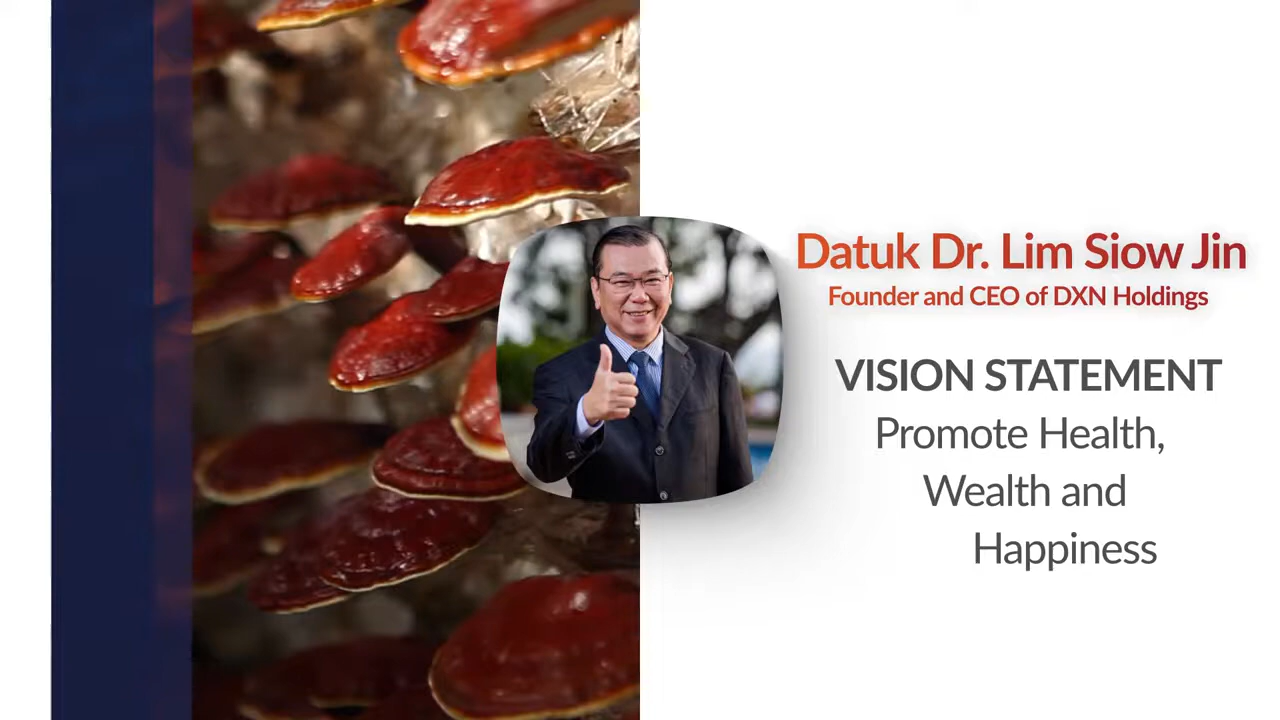 Datuk Dr. Lim Siow Jin
Founder and CEO of DXN Holdings
VISION STATEMENT
Promote Health,
Wealth and
Happiness